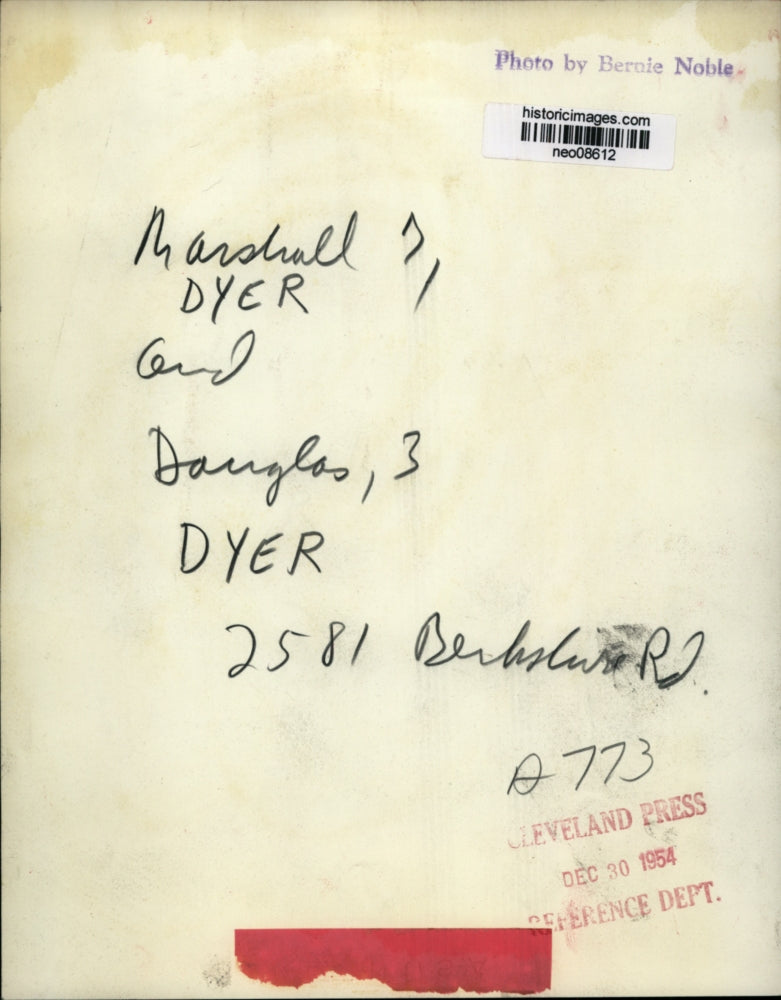 Photo by Bernie Noble
historicimages.com
neo08612
Marshall 7,
DYER
and
Douglas, 3
DYER
2581 Berkshire Rd.
A773
CLEVELAND PRESS
DEC 30 1954
REFERENCE DEPT.